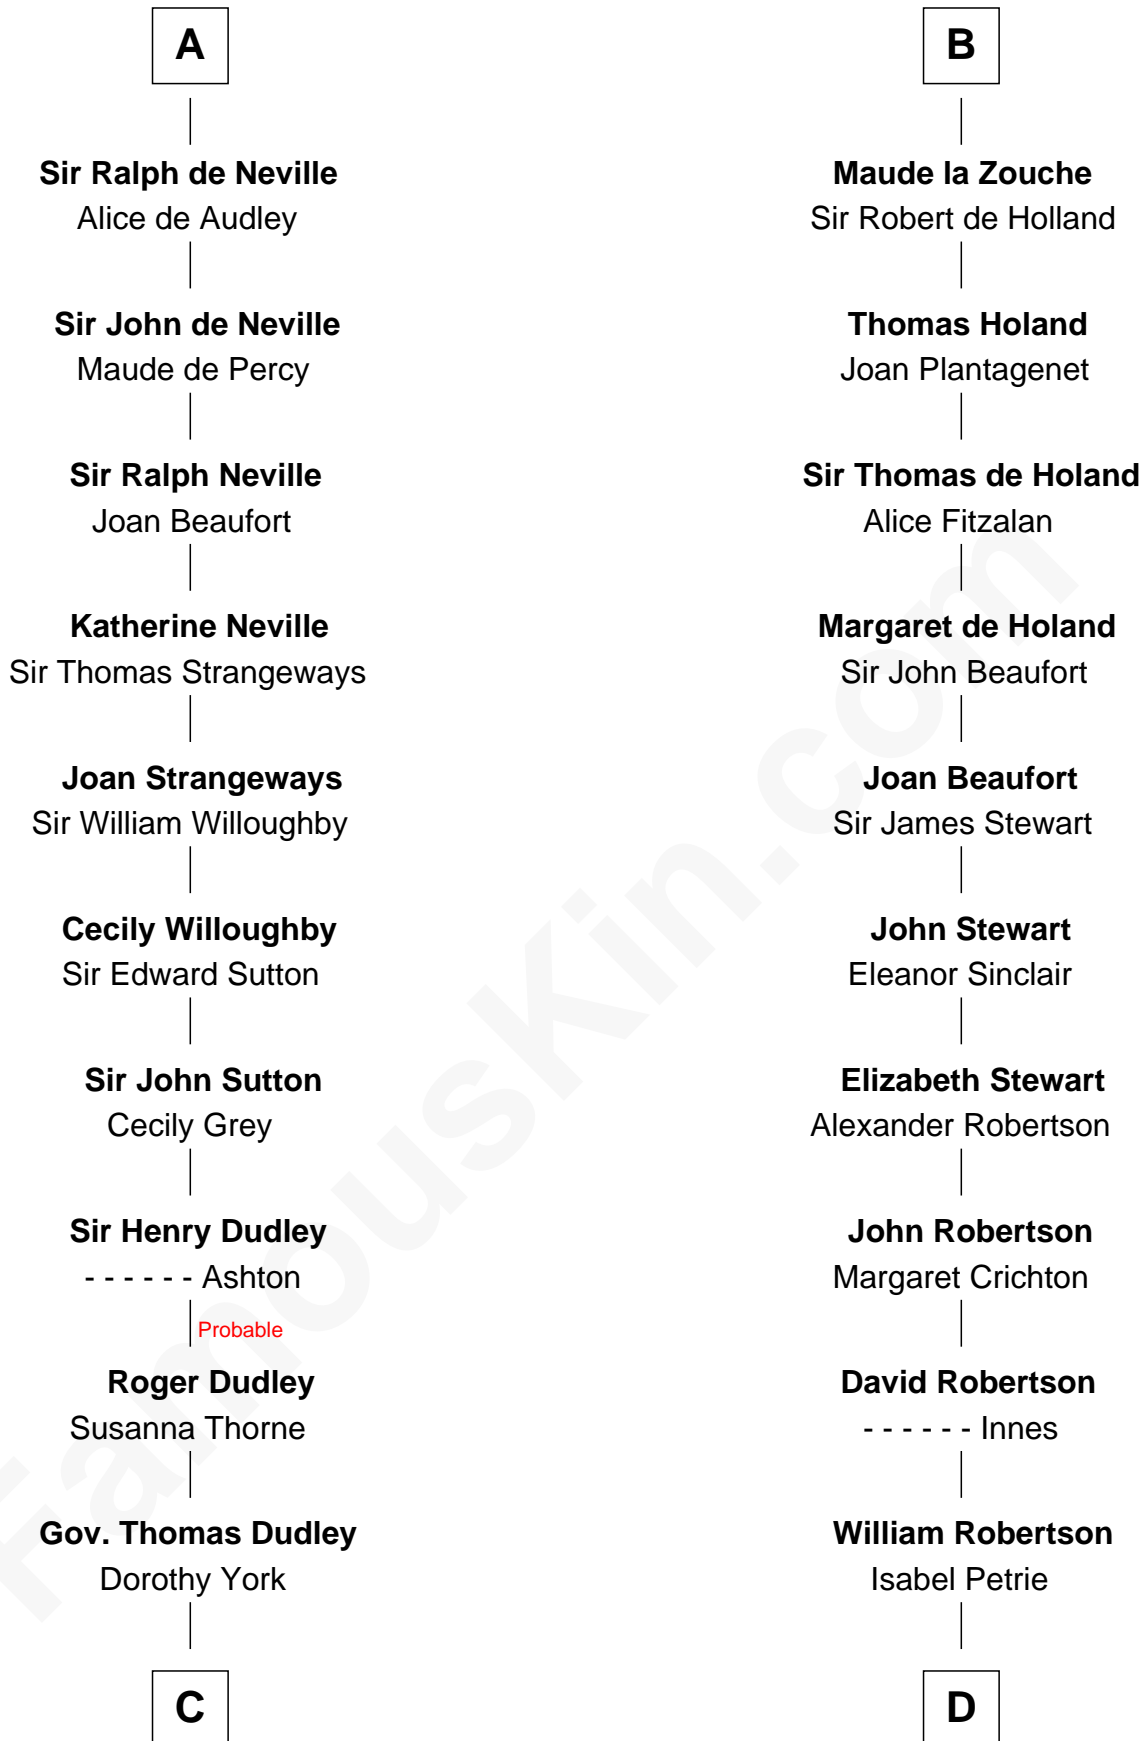 A
Sir Ralph de Neville
Alice de Audley
Sir John de Neville
Maude de Percy
Sir Ralph Neville
Joan Beaufort
Katherine Neville
Sir Thomas Strangeways
Joan Strangeways
Sir William Willoughby
Cecily Willoughby
Sir Edward Sutton
Sir John Sutton
Cecily Grey
Sir Henry Dudley
- - - - - - Ashton
Probable
Roger Dudley
Susanna Thorne
Gov. Thomas Dudley
Dorothy York
C
B
Maude la Zouche
Sir Robert de Holland
Thomas Holand
Joan Plantagenet
Sir Thomas de Holand
Alice Fitzalan
Margaret de Holand
Sir John Beaufort
Joan Beaufort
Sir James Stewart
John Stewart
Eleanor Sinclair
Elizabeth Stewart
Alexander Robertson
John Robertson
Margaret Crichton
David Robertson
- - - - - - Innes
William Robertson
Isabel Petrie
D
FamousKin.com